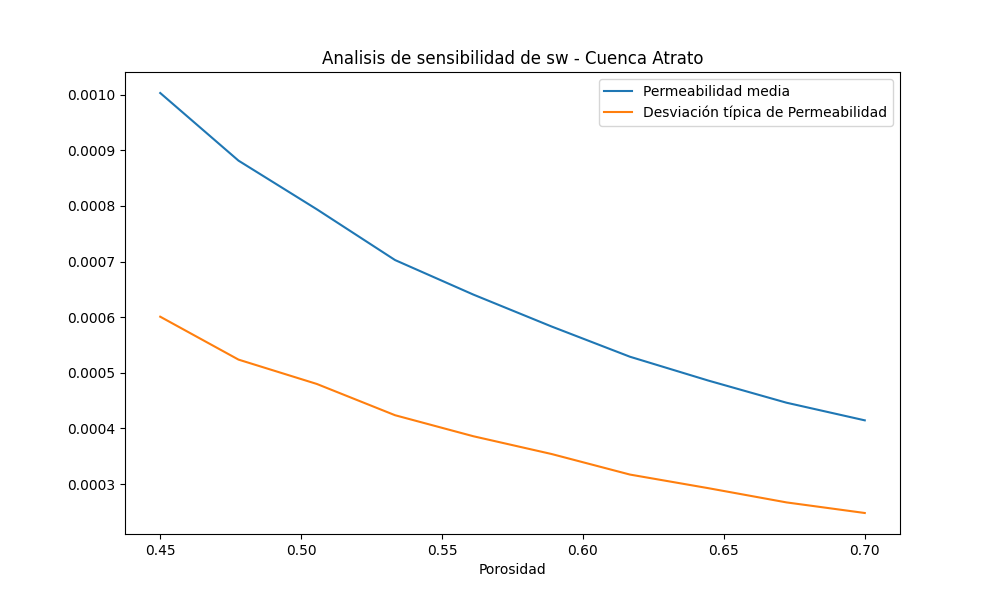 Analisis de sensibilidad de sw - Cuenca Atrato
Permeabilidad media
Desviación típica de Permeabilidad
0.0010
0.0009
0.0008
0.0007
0.0006
0.0005
0.0004
0.0003
0.45 0.50 0.55 0.60 0.65 0.70
Porosidad